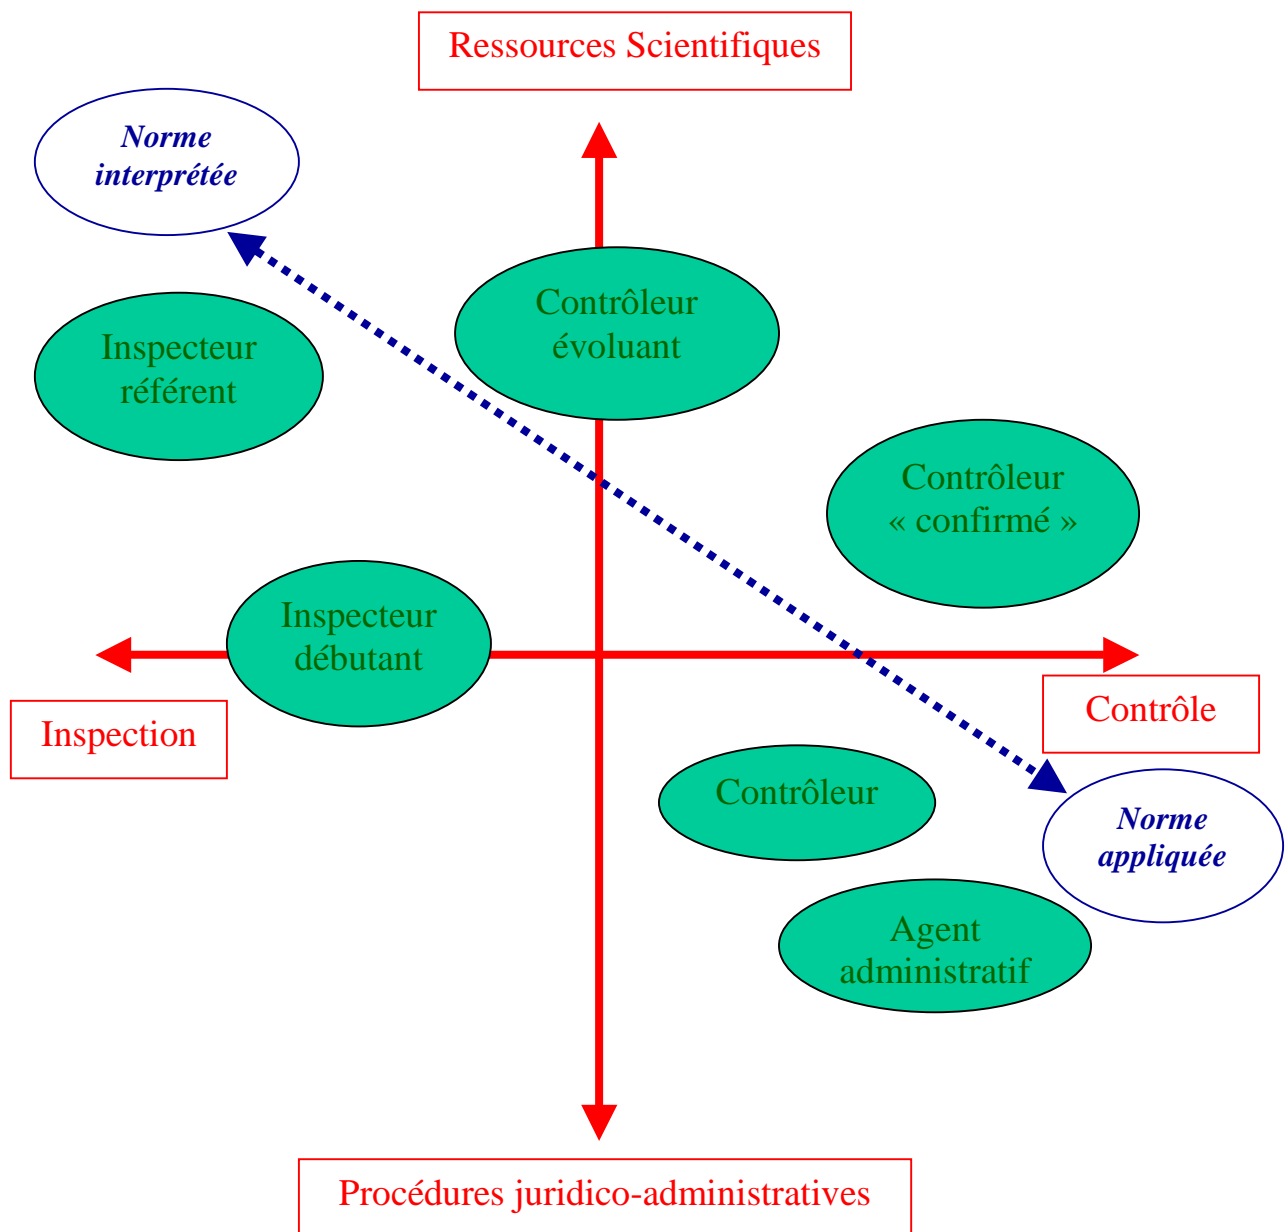 Ressources Scientifiques
Norme
interprétée
Contrôleur
évoluant
Inspecteur
référent
Contrôleur
« confirmé »
Inspecteur
débutant
Inspection
Contrôle
Contrôleur
Norme
appliquée
Agent
administratif
Procédures juridico-administratives